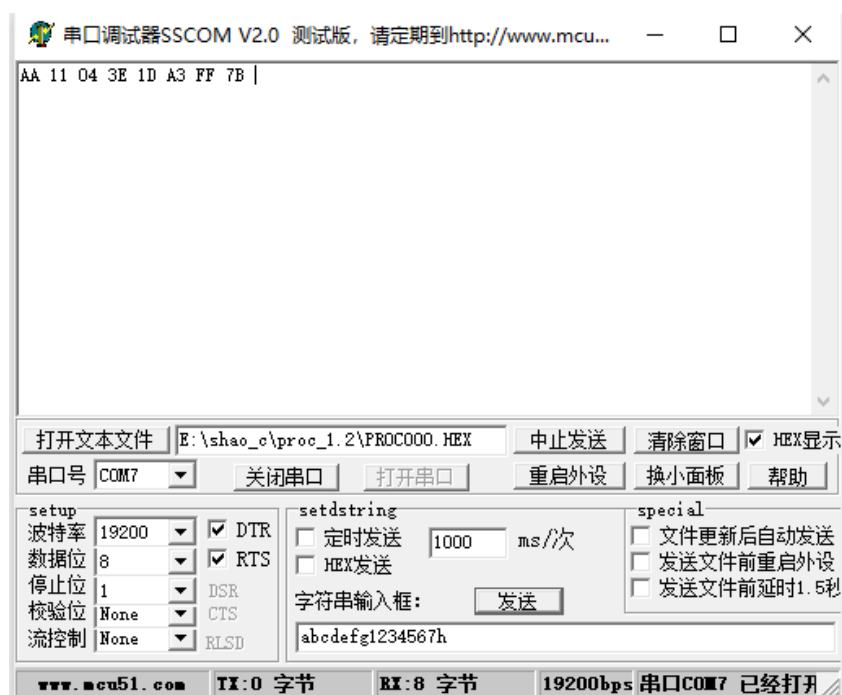 串口调试器SSCOM V2.0 测试版，请定期到http://www.mcu...
AA 11 04 3E 1D A3 FF 7B
打开文本文件 E:\shao_c\proc_1.2\PROC000.HEX 中止发送 清除窗口 HEX显示
串口号 COM7 关闭串口 打开串口 重启外设 换小面板 帮助
setup setdstring special
波特率 19200 DTR 定时发送 1000 ms/次 文件更新后自动发送
数据位 8 RTS HEX发送 发送文件前重启外设
停止位 1 DSR 字符串输入框： 发送 发送文件前延时1.5秒
校验位 None CTS
流控制 None RLSD abcdefg1234567h
www.mcu51.com TX:0 字节 RX:8 字节 19200bps 串口COM7 已经打开